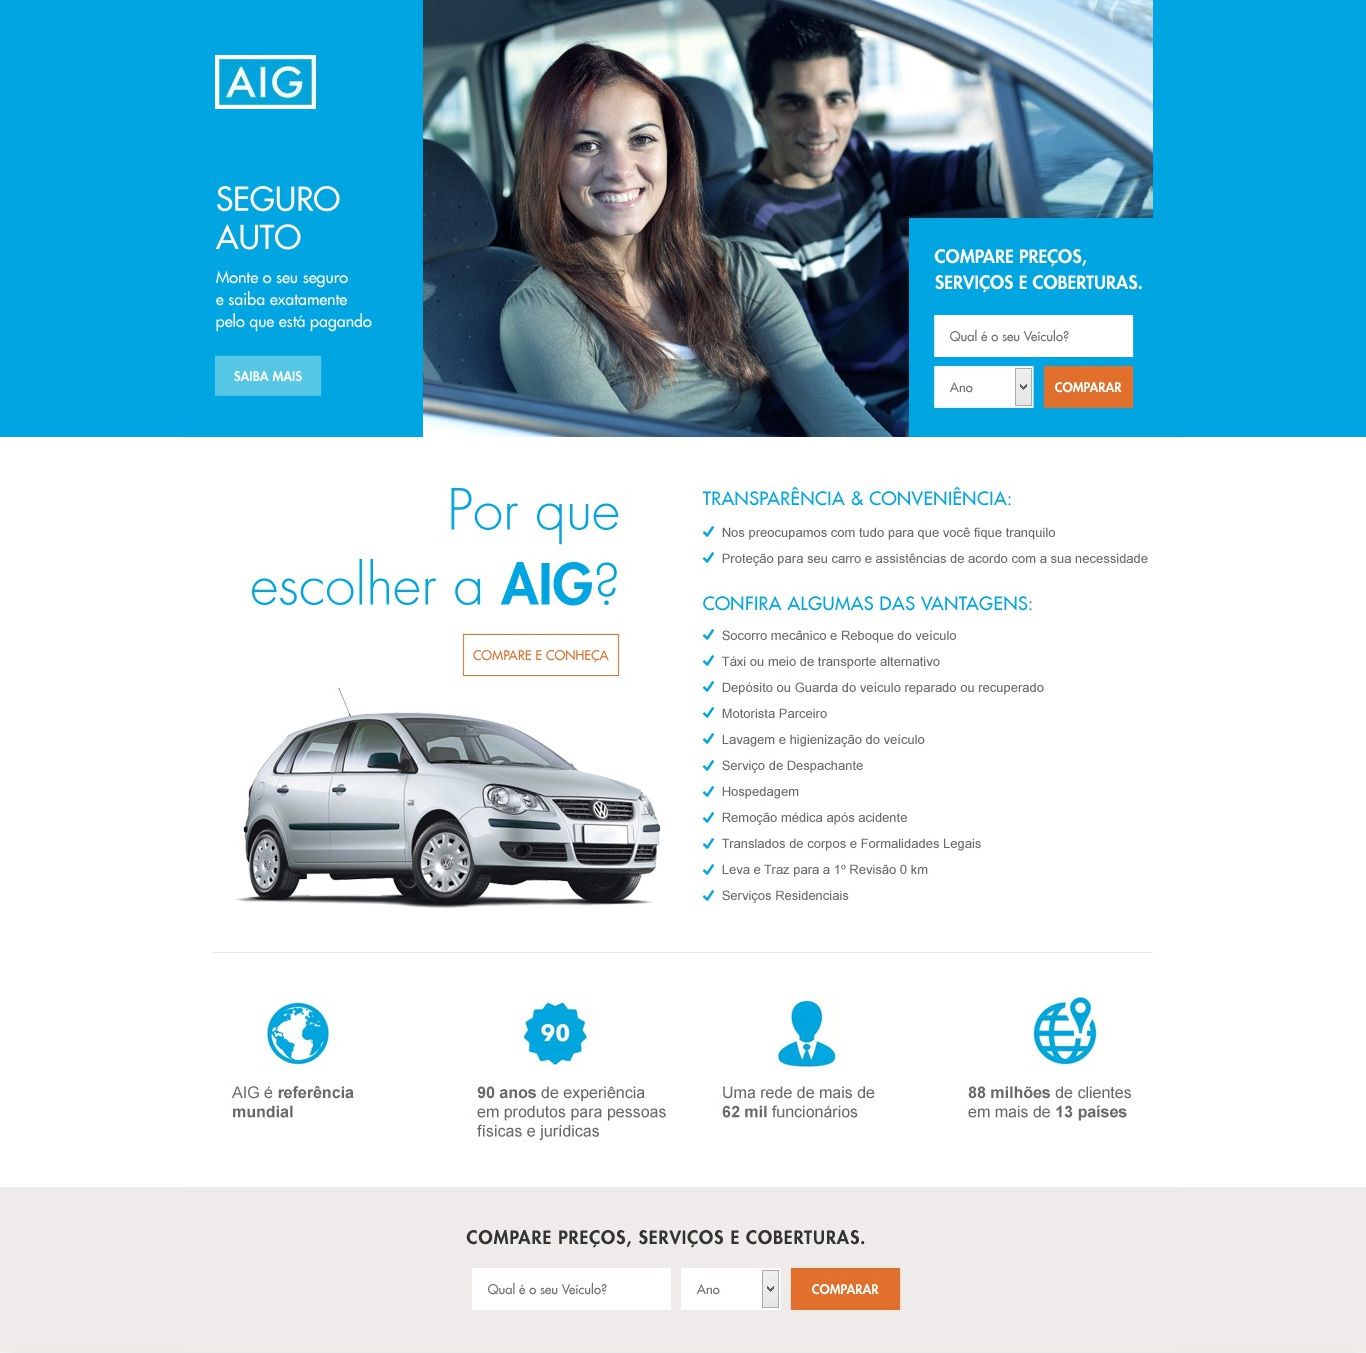 AIG
SEGURO
AUTO
Monte o seu seguro
e saiba exatamente
pelo que está pagando
SAIBA MAIS
COMPARE PREÇOS,
SERVIÇOS E COBERTURAS.
Qual é o seu Veículo?
Ano
COMPARAR
Por que
escolher a AIG?
COMPARE E CONHEÇA
TRANSPARÊNCIA & CONVENIÊNCIA:
Nos preocupamos com tudo para que você fique tranquilo
Proteção para seu carro e assistências de acordo com a sua necessidade
CONFIRA ALGUMAS DAS VANTAGENS:
Socorro mecânico e Reboque do veículo
Táxi ou meio de transporte alternativo
Depósito ou Guarda do veículo reparado ou recuperado
Motorista Parceiro
Lavagem e higienização do veículo
Serviço de Despachante
Hospedagem
Remoção médica após acidente
Translados de corpos e Formalidades Legais
Leva e Traz para a 1º Revisão 0 km
Serviços Residenciais
90
AIG é referência
mundial
90 anos de experiência
em produtos para pessoas
físicas e jurídicas
Uma rede de mais de
62 mil funcionários
88 milhões de clientes
em mais de 13 países
COMPARE PREÇOS, SERVIÇOS E COBERTURAS.
Qual é o seu Veículo?
Ano
COMPARAR